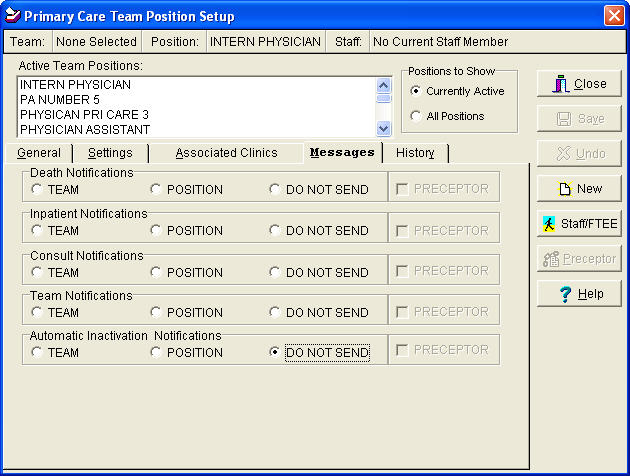 Primary Care Team Position Setup
Team: None Selected Position: INTERN PHYSICIAN Staff: No Current Staff Member
Active Team Positions:
INTERN PHYSICIAN
PA NUMBER 5
PHYSICAN PRI CARE 3
PHYSICIAN ASSISTANT
Positions to Show
Currently Active
All Positions
Close
Save
Undo
New
Staff/FTEE
Preceptor
Help
General Settings Associated Clinics Messages History
Death Notifications
TEAM POSITION DO NOT SEND PRECEPTOR
Inpatient Notifications
TEAM POSITION DO NOT SEND PRECEPTOR
Consult Notifications
TEAM POSITION DO NOT SEND PRECEPTOR
Team Notifications
TEAM POSITION DO NOT SEND PRECEPTOR
Automatic Inactivation Notifications
TEAM POSITION DO NOT SEND PRECEPTOR